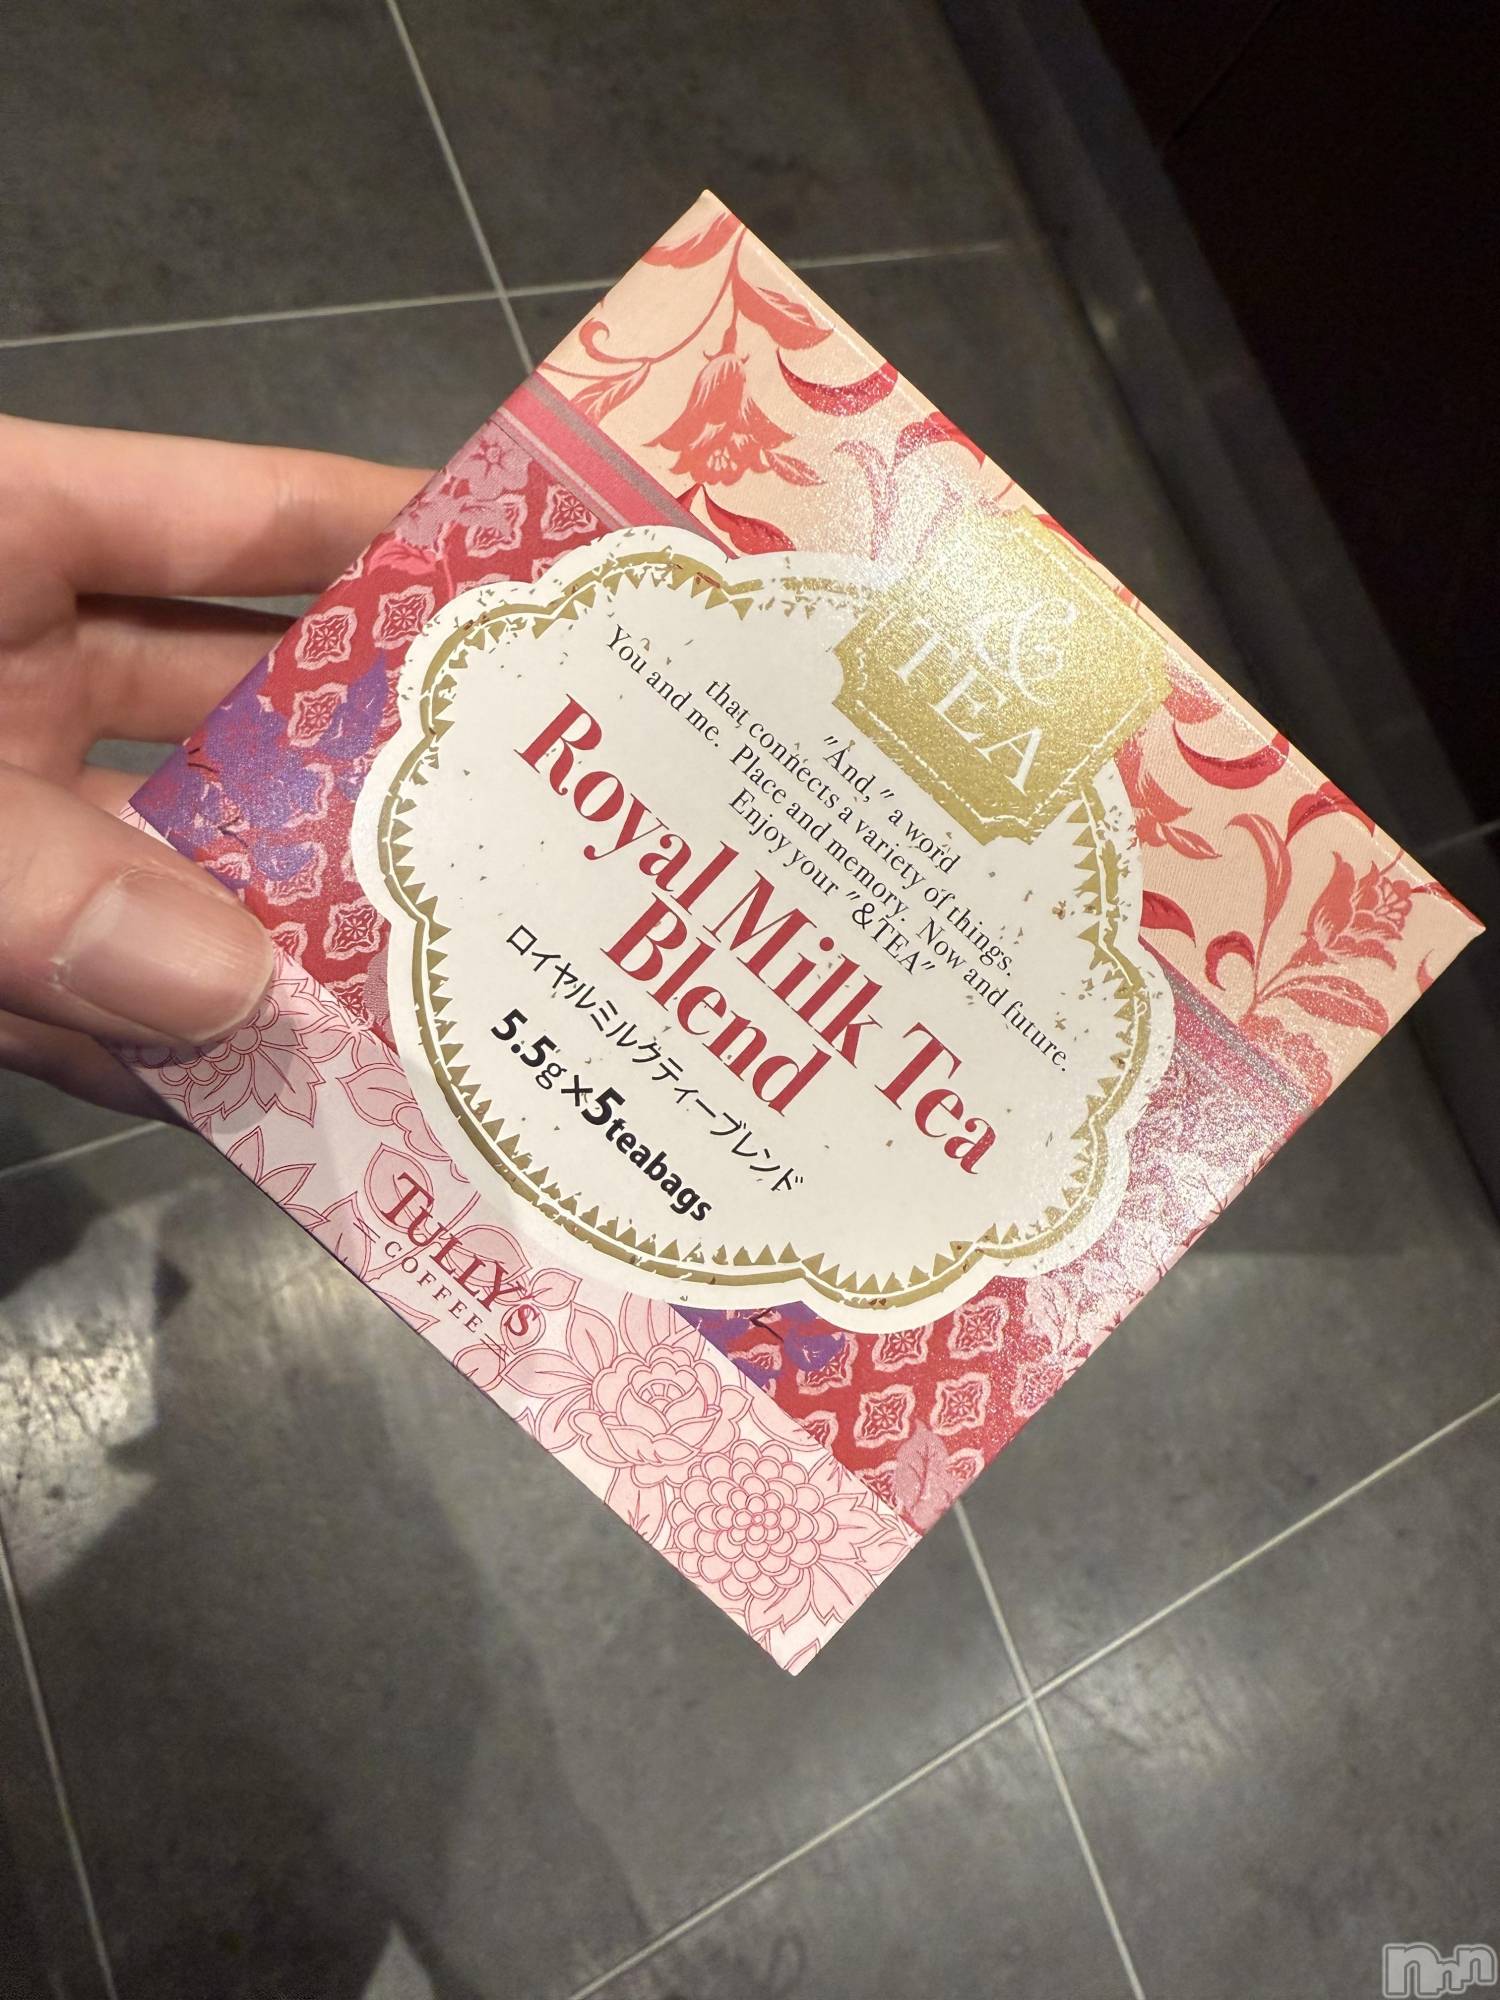 &
TEA
"And," a word
that connects a variety of things.
You and me. Place and memory. Now and future.
Enjoy your "&TEA"
Royal Milk Tea
Blend
ロイヤルミルクティーブレンド
5.5g×5teabags
TULLY'S
COFFEE
nnn